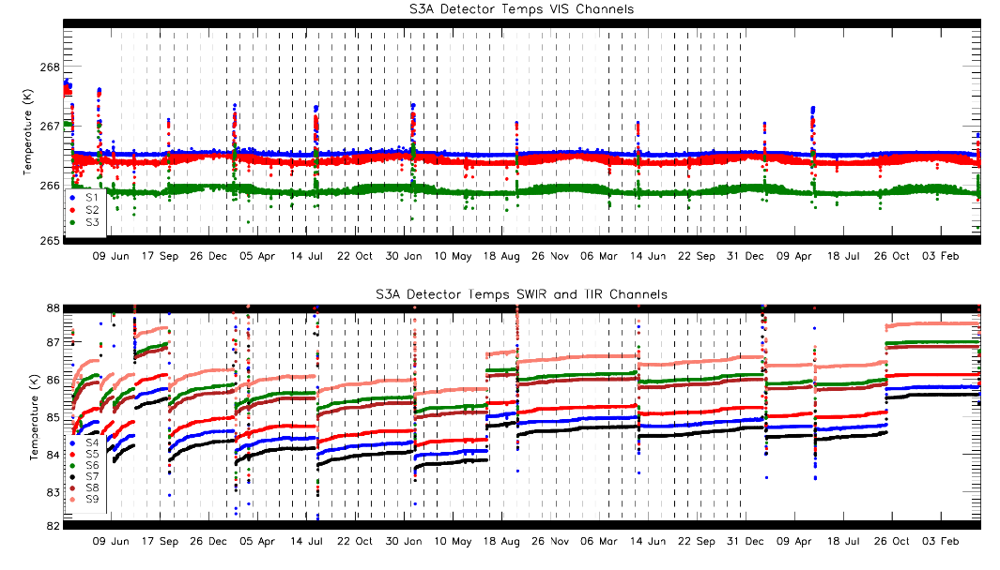 S3A Detector Temps VIS Channels
Temperature (K)
268
267
266
265
S1
S2
S3
09 Jun 17 Sep 26 Dec 05 Apr 14 Jul 22 Oct 30 Jan 10 May 18 Aug 26 Nov 06 Mar 14 Jun 22 Sep 31 Dec 09 Apr 18 Jul 26 Oct 03 Feb
S3A Detector Temps SWIR and TIR Channels
Temperature (K)
88
87
86
85
84
83
82
S4
S5
S6
S7
S8
S9
09 Jun 17 Sep 26 Dec 05 Apr 14 Jul 22 Oct 30 Jan 10 May 18 Aug 26 Nov 06 Mar 14 Jun 22 Sep 31 Dec 09 Apr 18 Jul 26 Oct 03 Feb